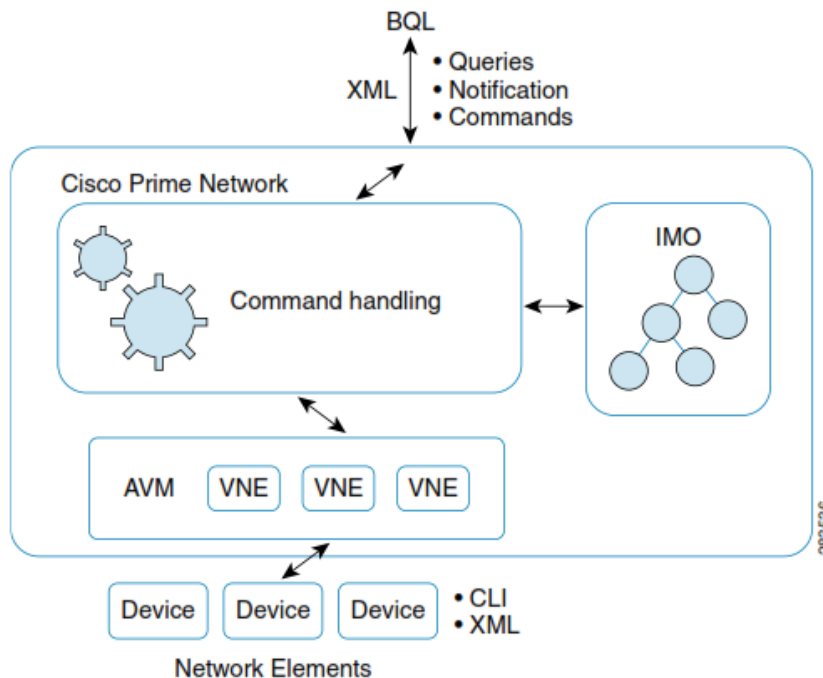 BQL
XML
• Queries
• Notification
• Commands
Cisco Prime Network
Command handling
IMO
AVM
VNE
VNE
VNE
Device
Device
Device
• CLI
• XML
Network Elements